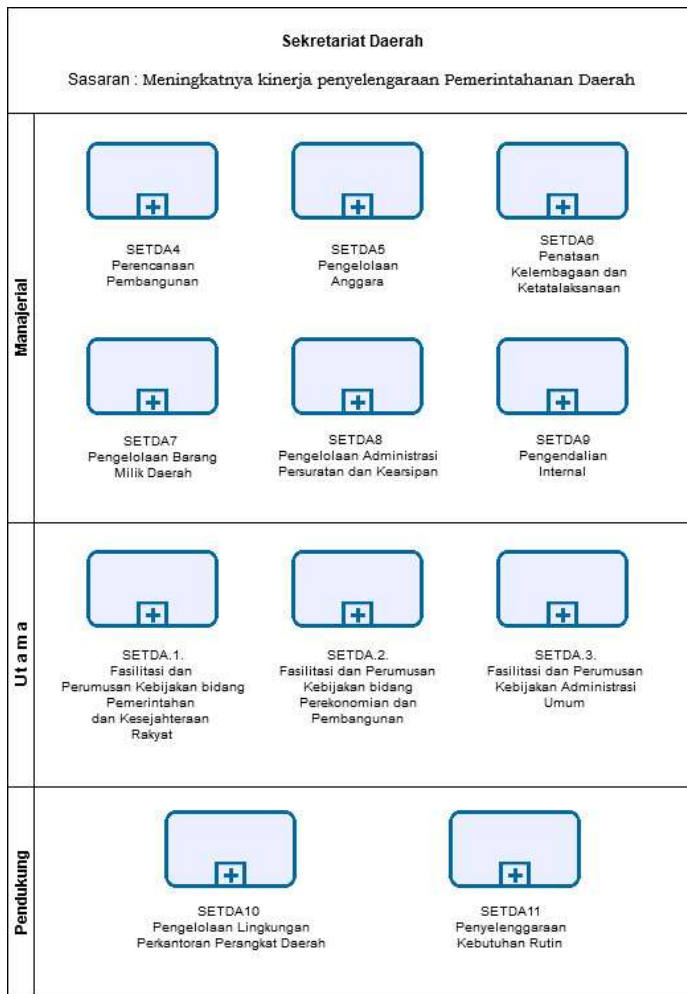 Sekretariat Daerah
Sasaran : Meningkatnya kinerja penyelengaraan Pemerintahanan Daerah
Manajerial
SETDA4
Perencanaan
Pembangunan
SETDA5
Pengelolaan
Anggara
SETDA6
Penataan
Kelembagaan dan
Ketatalaksanaan
SETDA7
Pengelolaan Barang
Milik Daerah
SETDA8
Pengelolaan Administrasi
Persuratan dan Kearsipan
SETDA9
Pengendalian
Internal
U t a m a
SETDA.1.
Fasilitasi dan
Perumusan Kebijakan bidang
Pemerintahan
dan Kesejahteraan
Rakyat
SETDA.2.
Fasilitasi dan Perumusan
Kebijakan bidang
Perekonomian dan
Pembangunan
SETDA.3.
Fasilitasi dan Perumusan
Kebijakan Administrasi
Umum
Pendukung
SETDA10
Pengelolaan Lingkungan
Perkantoran Perangkat Daerah
SETDA11
Penyelenggaraan
Kebutuhan Rutin